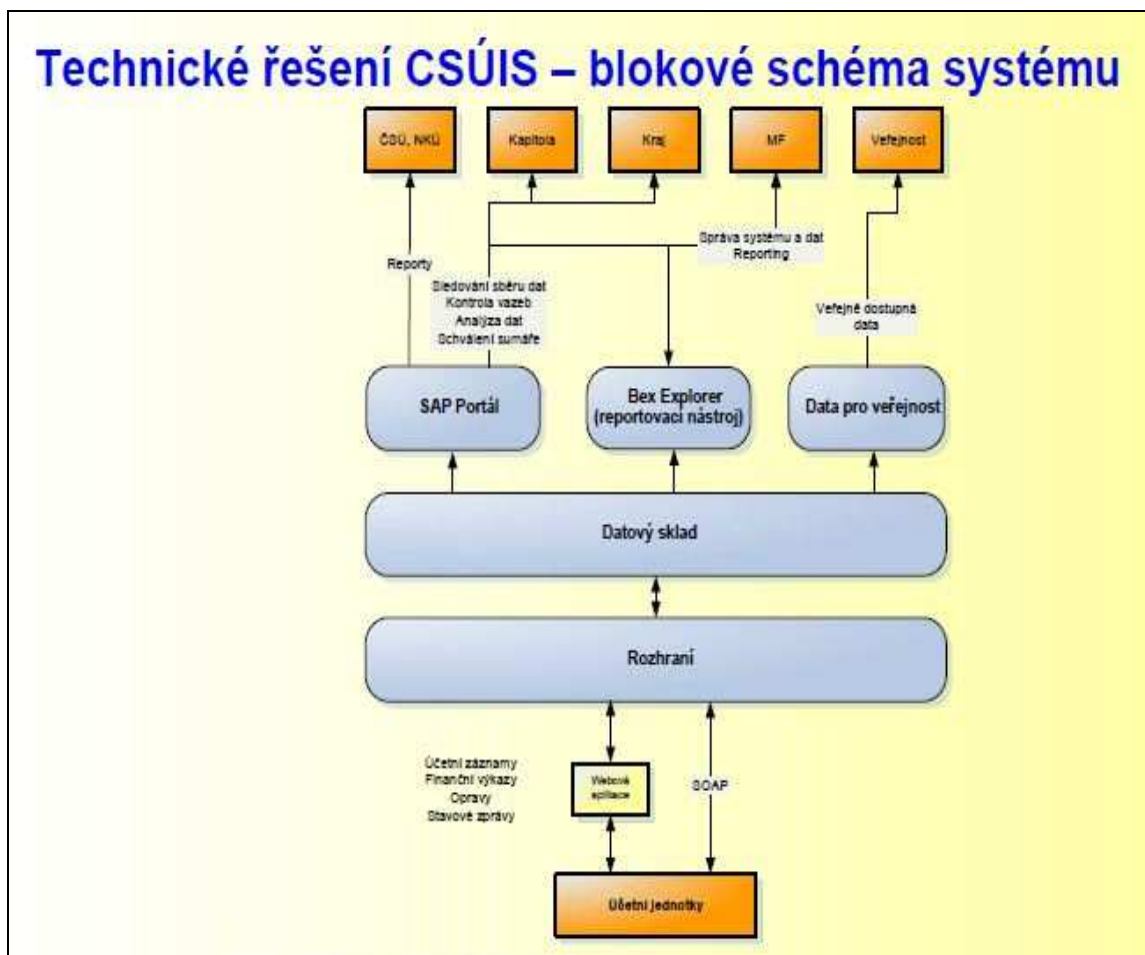 Technické řešení CSÚIS – blokové schéma systému
ČSÚ, NKÚ
Kapitola
Kraj
MF
Veřejnost
Správa systému a dat
Reporting
Reporty
Sledování sběru dat
Kontrola vazeb
Analýza dat
Schválení sumáře
Veřejně dostupná
data
SAP Portál
Bex Explorer
(reportovací nástroj)
Data pro veřejnost
Datový sklad
Rozhraní
Účetní záznamy
Finanční výkazy
Opravy
Stavové zprávy
Webové
aplikace
SOAP
Účetní jednotky